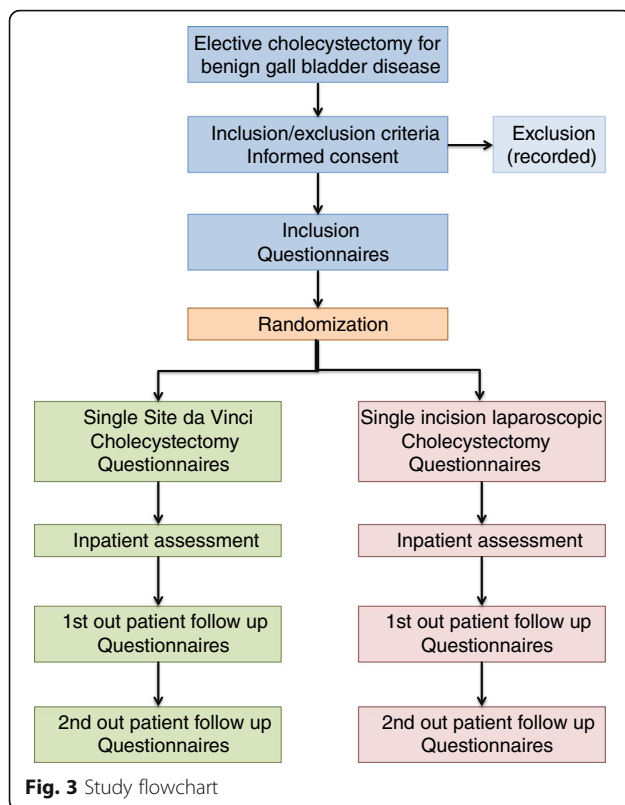 Elective cholecystectomy for
benign gall bladder disease
Inclusion/exclusion criteria
Informed consent
Exclusion
(recorded)
Inclusion
Questionnaires
Randomization
Single Site da Vinci
Cholecystectomy
Questionnaires
Single incision laparoscopic
Cholecystectomy
Questionnaires
Inpatient assessment
Inpatient assessment
1st out patient follow up
Questionnaires
1st out patient follow up
Questionnaires
2nd out patient follow up
Questionnaires
2nd out patient follow up
Questionnaires
Fig. 3 Study flowchart